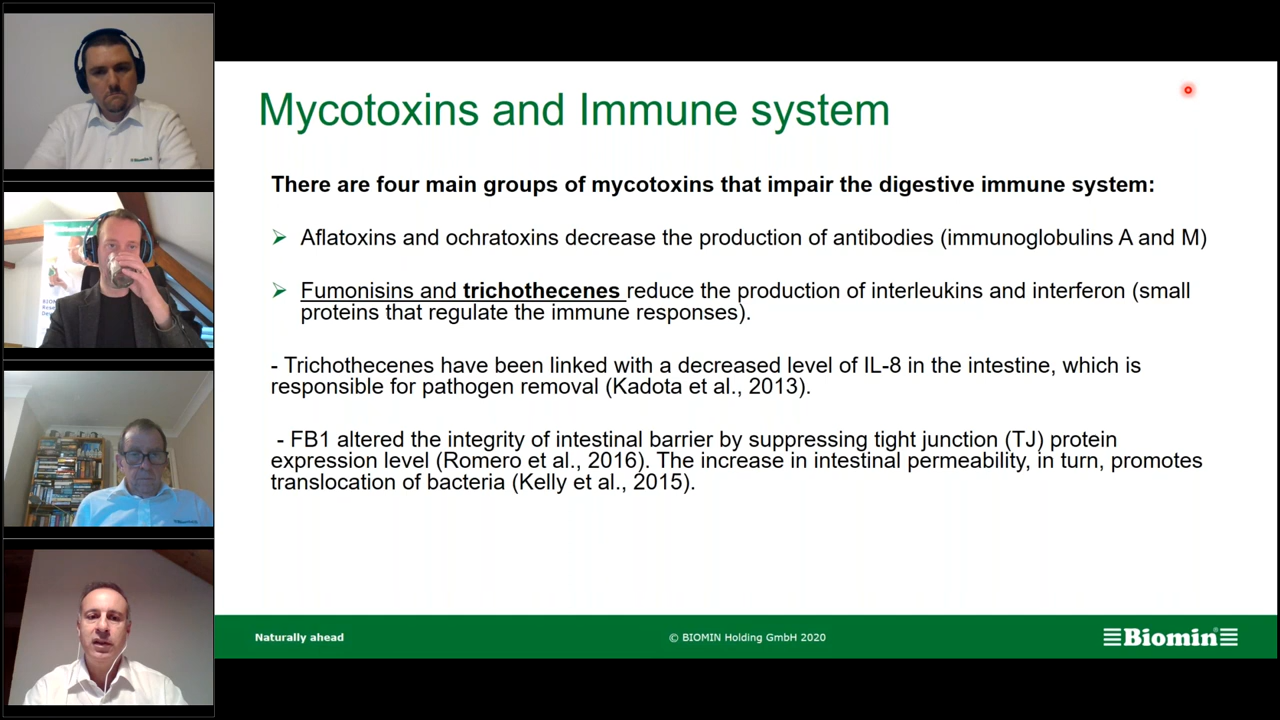 Mycotoxins and Immune system
There are four main groups of mycotoxins that impair the digestive immune system:
Aflatoxins and ochratoxins decrease the production of antibodies (immunoglobulins A and M)
Fumonisins and trichothecenes reduce the production of interleukins and interferon (small
proteins that regulate the immune responses).
- Trichothecenes have been linked with a decreased level of IL-8 in the intestine, which is
responsible for pathogen removal (Kadota et al., 2013).
- FB1 altered the integrity of intestinal barrier by suppressing tight junction (TJ) protein
expression level (Romero et al., 2016). The increase in intestinal permeability, in turn, promotes
translocation of bacteria (Kelly et al., 2015).
Naturally ahead
© BIOMIN Holding GmbH 2020
Biomin®